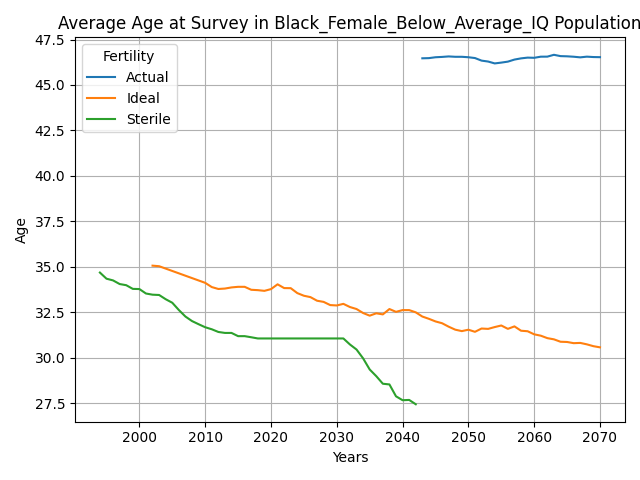 Average Age at Survey in Black_Female_Below_Average_IQ Population
47.5
45.0
42.5
40.0
37.5
35.0
32.5
30.0
27.5
Age
Fertility
Actual
Ideal
Sterile
2000 2010 2020 2030 2040 2050 2060 2070
Years